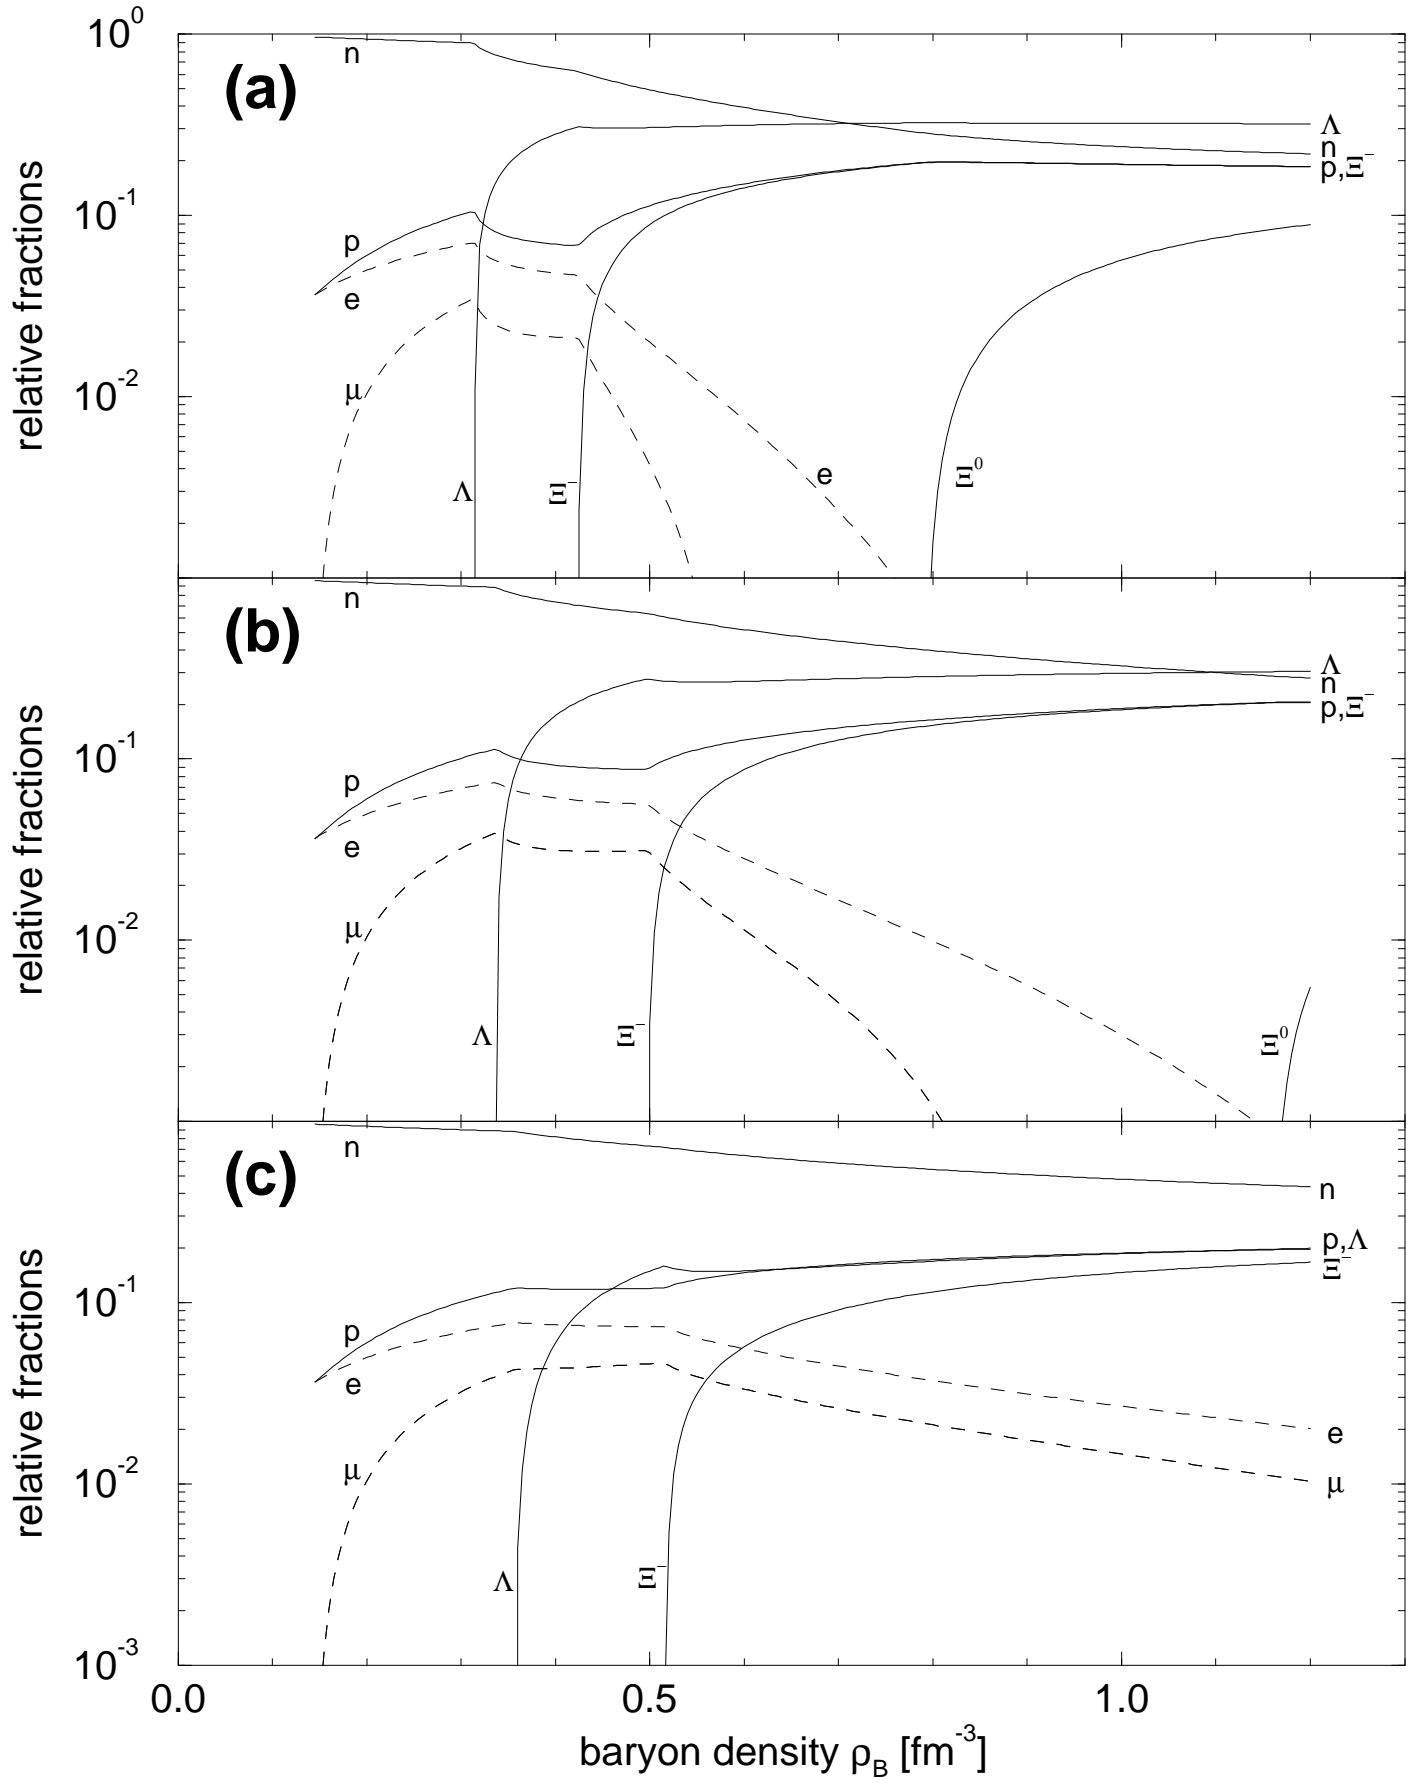 10^0
n
(a)
Λ
n
p,Ξ^-
relative fractions
10^-1
p
e
μ
10^-2
Λ
Ξ^-
e
Ξ^0
n
(b)
Λ
n
p,Ξ^-
relative fractions
10^-1
p
e
μ
10^-2
Λ
Ξ^-
Ξ^0
n
(c)
n
p,Λ
Ξ^-
relative fractions
10^-1
p
e
e
μ
μ
10^-2
Λ
Ξ^-
10^-3
0.0 0.5 1.0
baryon density ρ_B [fm^-3]